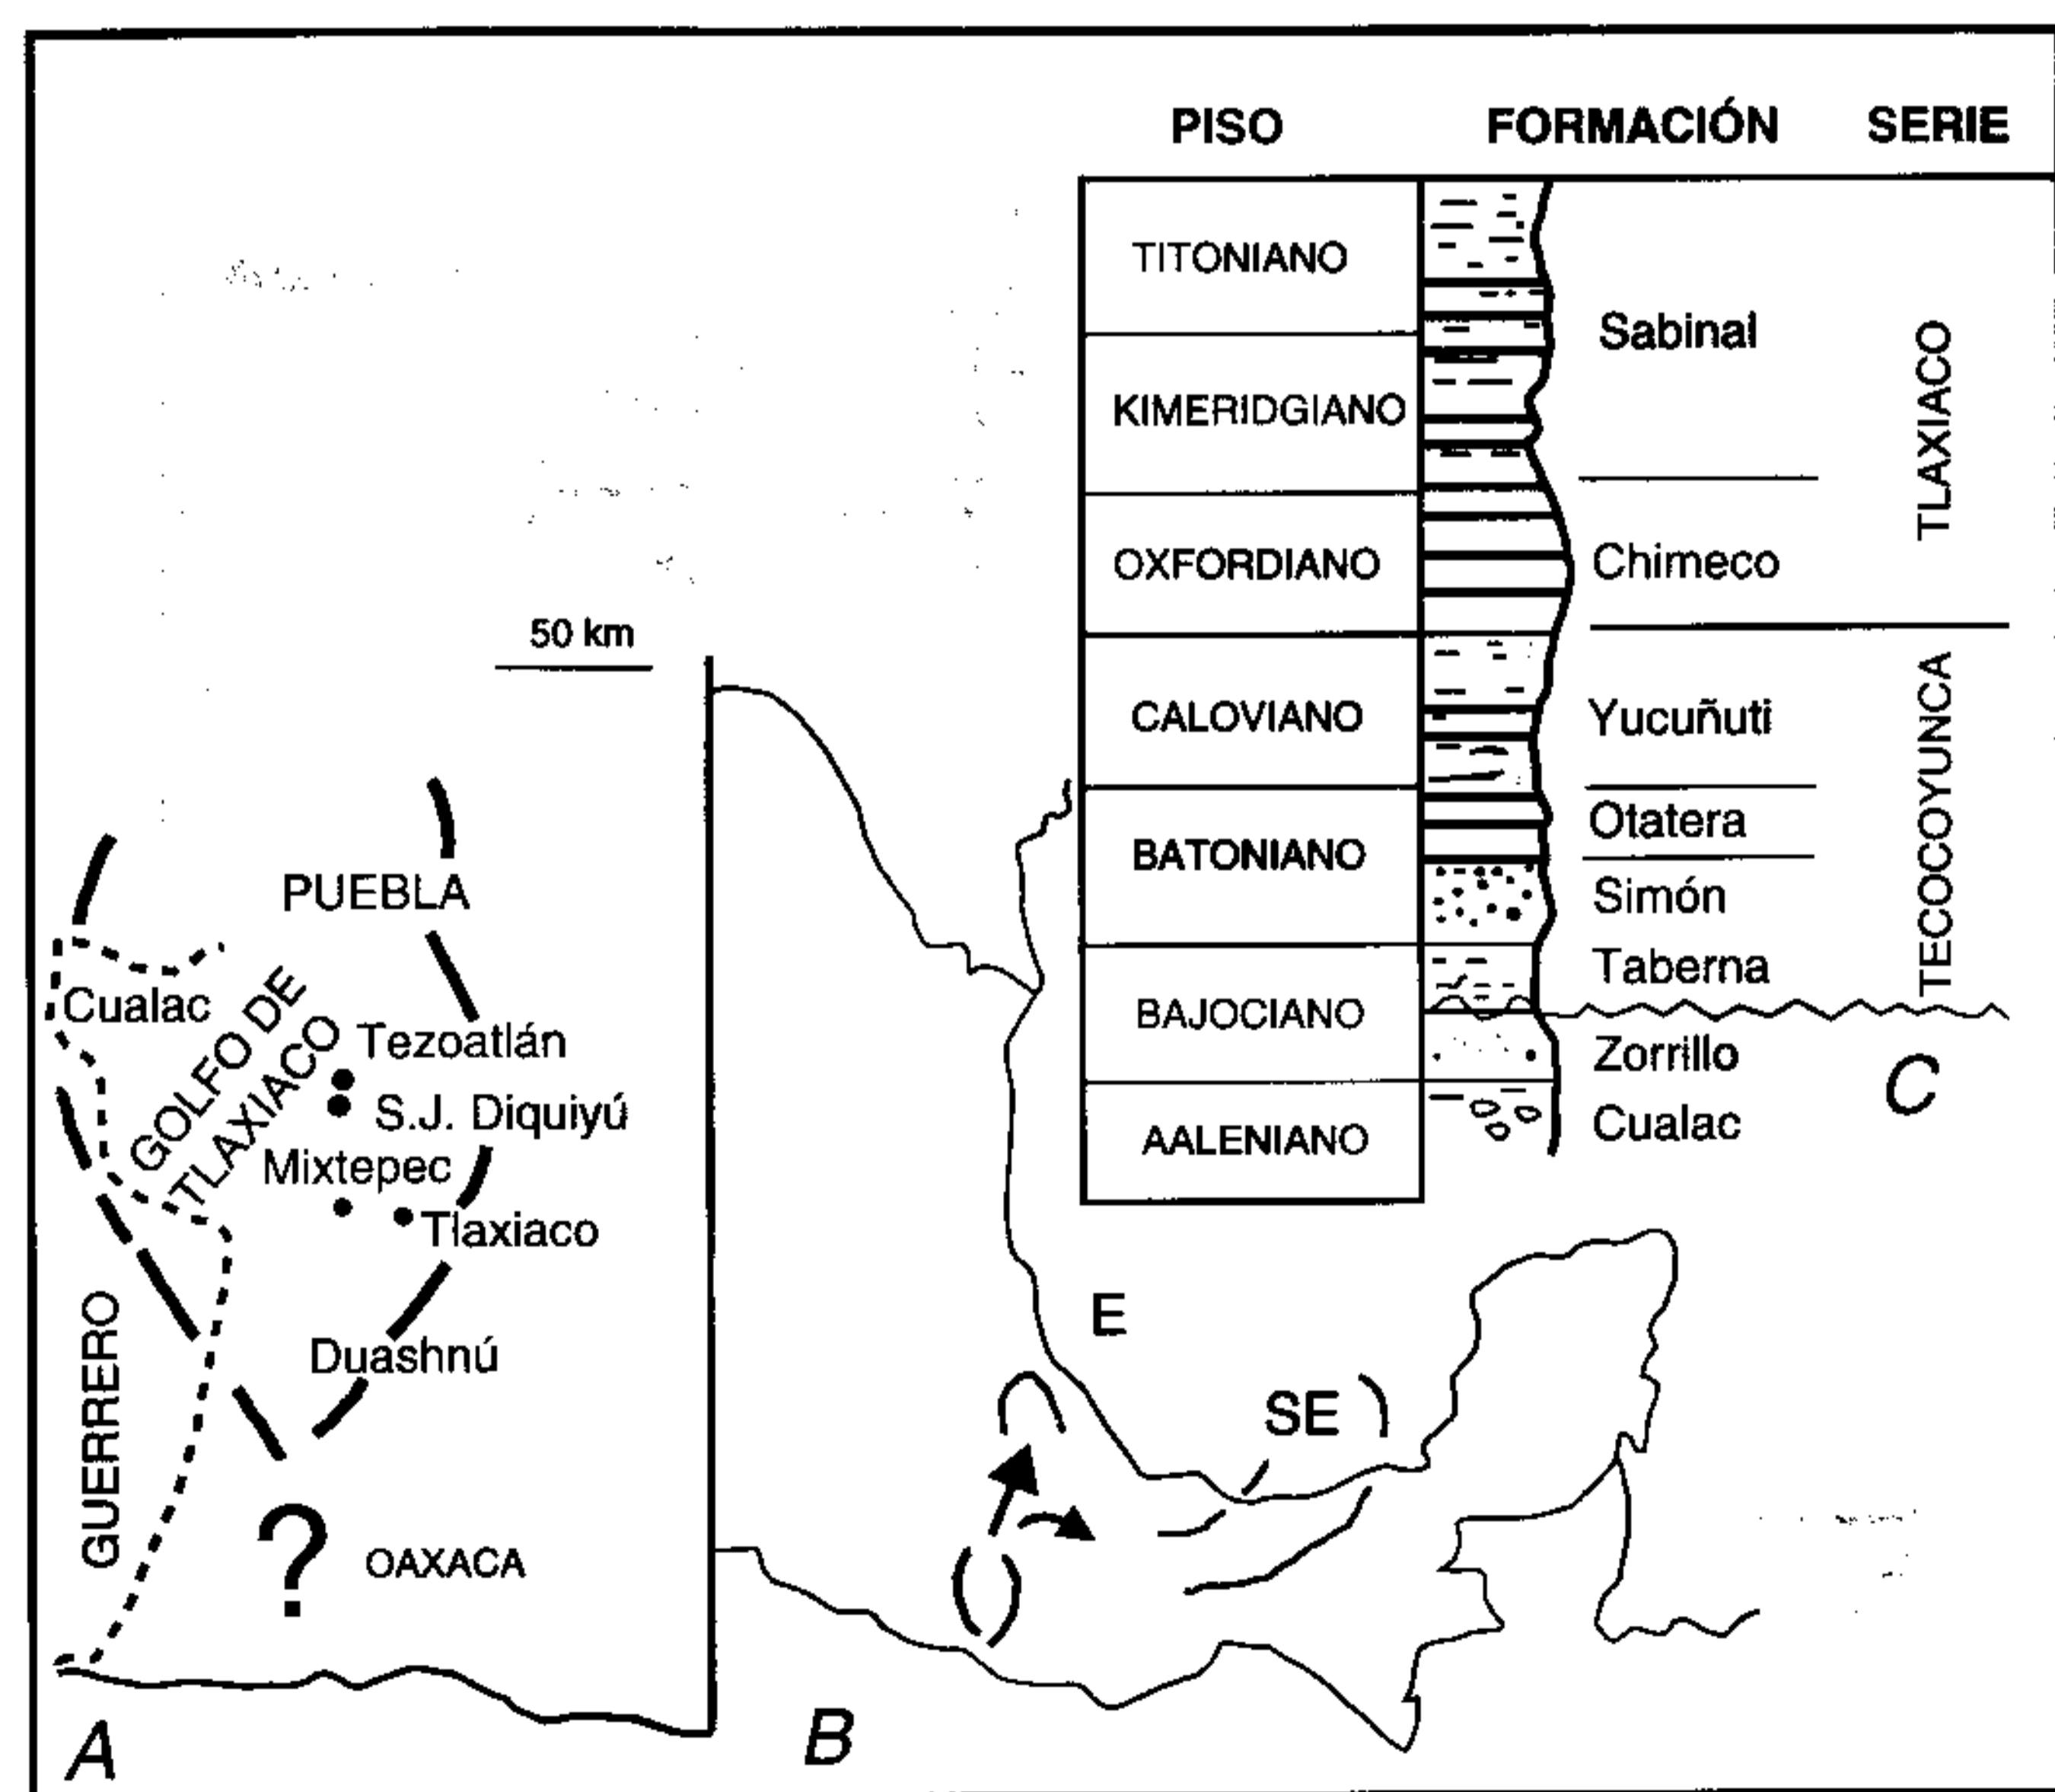 PISO FORMACIÓN SERIE
TITONIANO
KIMERIDGIANO
OXFORDIANO
CALOVIANO
BATONIANO
BAJOCIANO
AALENIANO
Sabinal
Chimeco
Yucuñuti
Otatera
Simón
Taberna
Zorrillo
Cualac
TLAXIACO
TECOCOYUNCA
C
50 km
PUEBLA
Cualac
GOLFO DE
TLAXIACO
Tezoatlán
S.J. Diquiyú
Mixtepec
Tlaxiaco
Duashnú
GUERRERO
?
OAXACA
A
E
SE
B